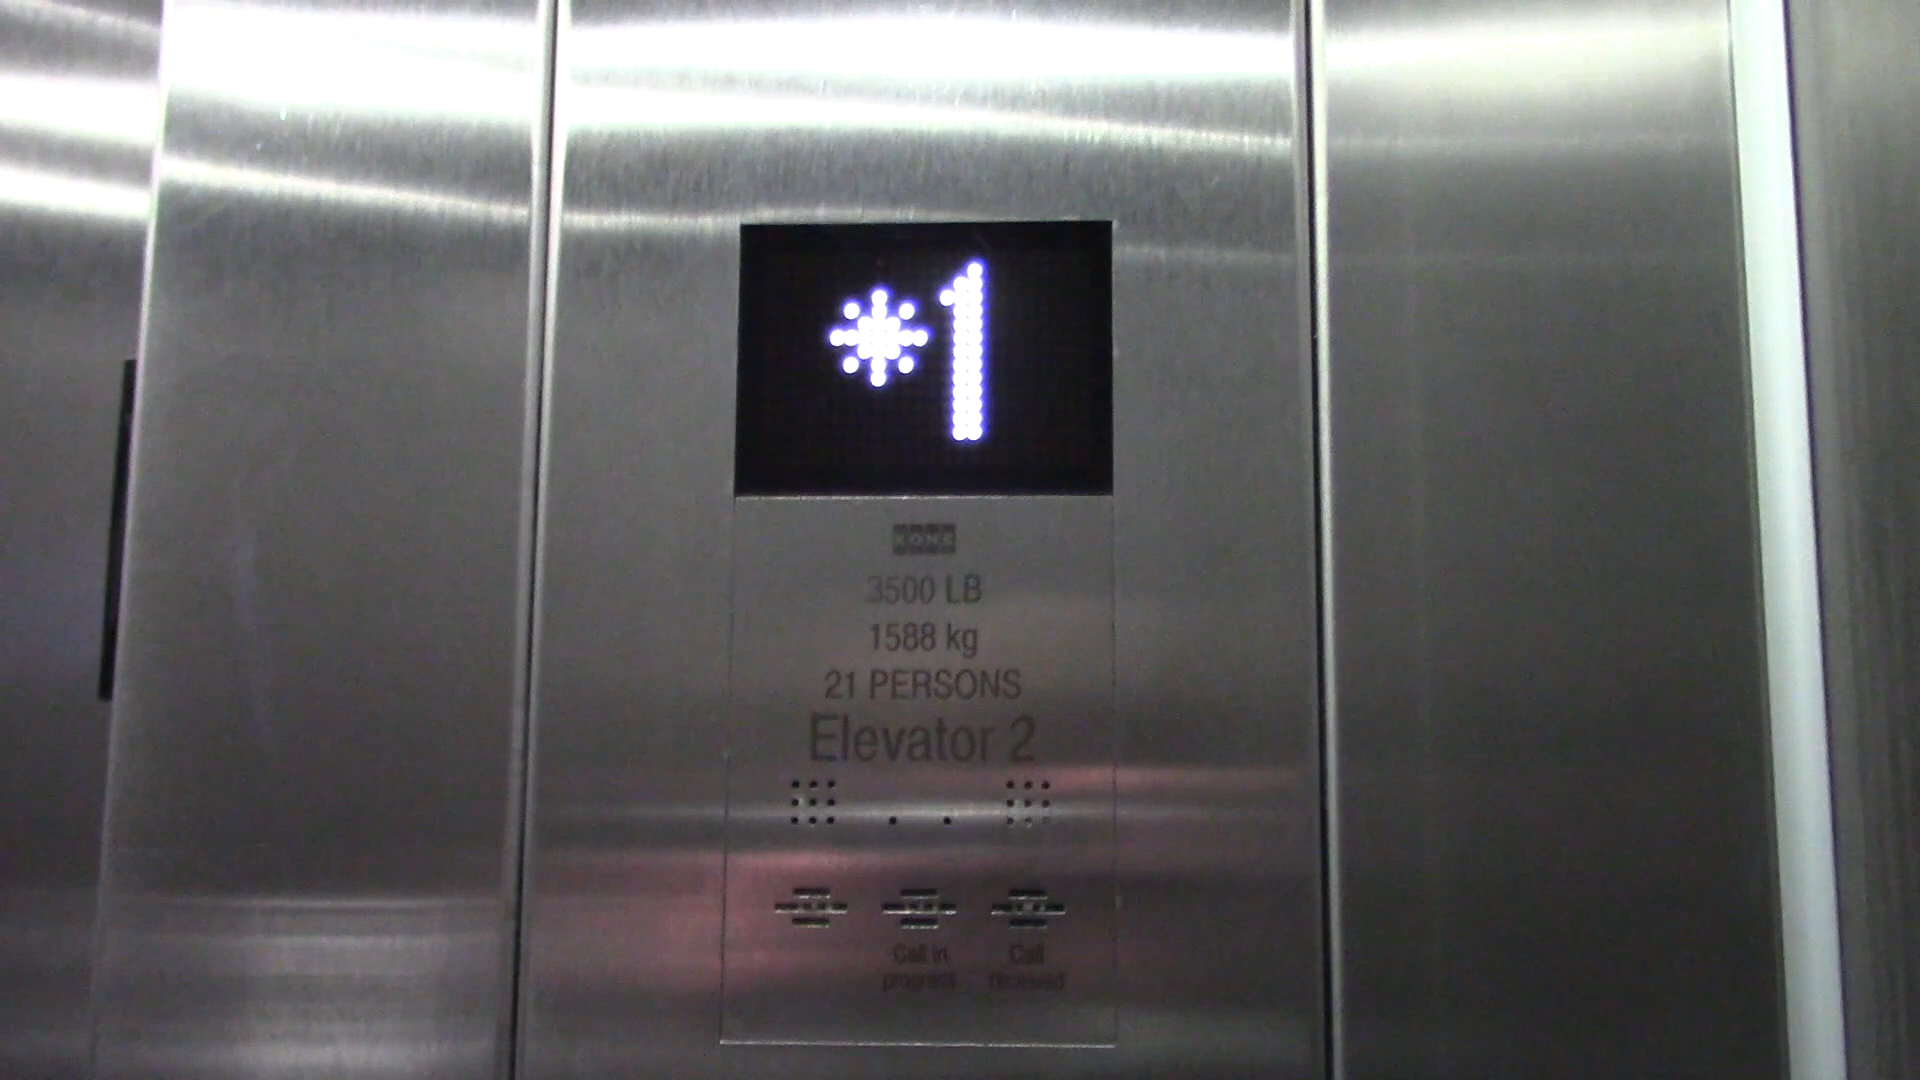 *1
KONE
3500 LB
1588 kg
21 PERSONS
Elevator 2
Call in
progress
Call
received